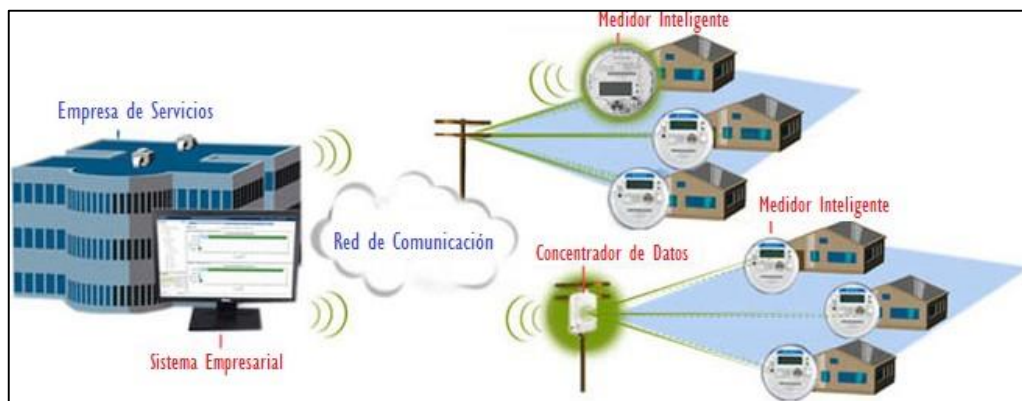 Medidor Inteligente
Empresa de Servicios
Medidor Inteligente
Red de Comunicación
Concentrador de Datos
Sistema Empresarial